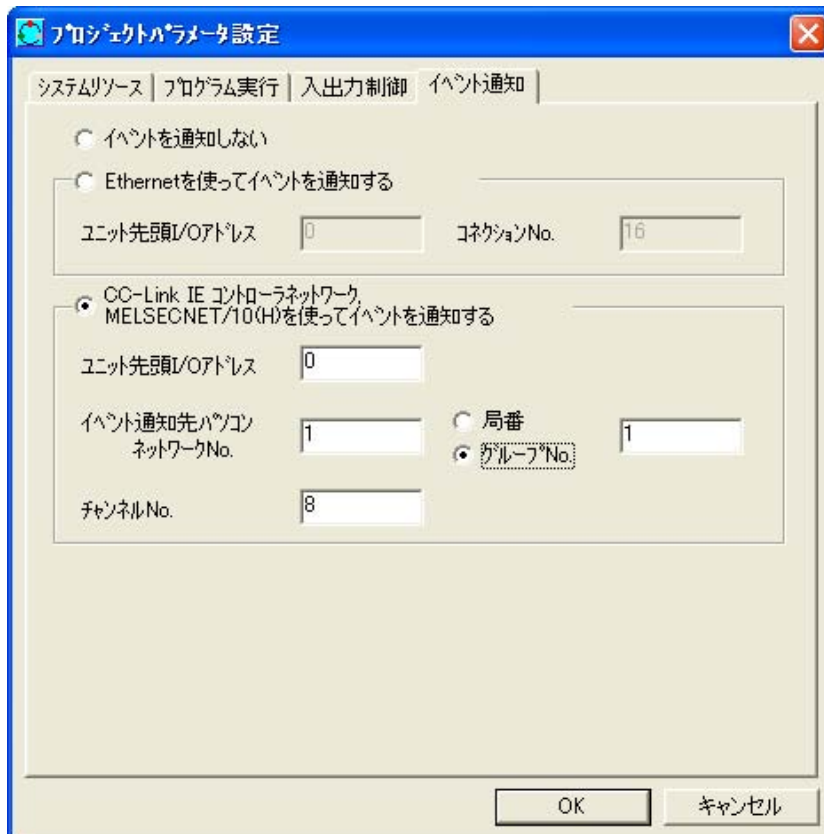 プロジェクトパラメータ設定
システムリソース プログラム実行 入出力制御 イベント通知
イベントを通知しない
Ethernetを使ってイベントを通知する
ユニット先頭I/Oアドレス 0 コネクションNo. 16
CC-Link IE コントローラネットワーク,
MELSECNET/10(H)を使ってイベントを通知する
ユニット先頭I/Oアドレス 0
イベント通知先パソコン
ネットワークNo. 1
局番
グループNo. 1
チャンネルNo. 8
OK キャンセル